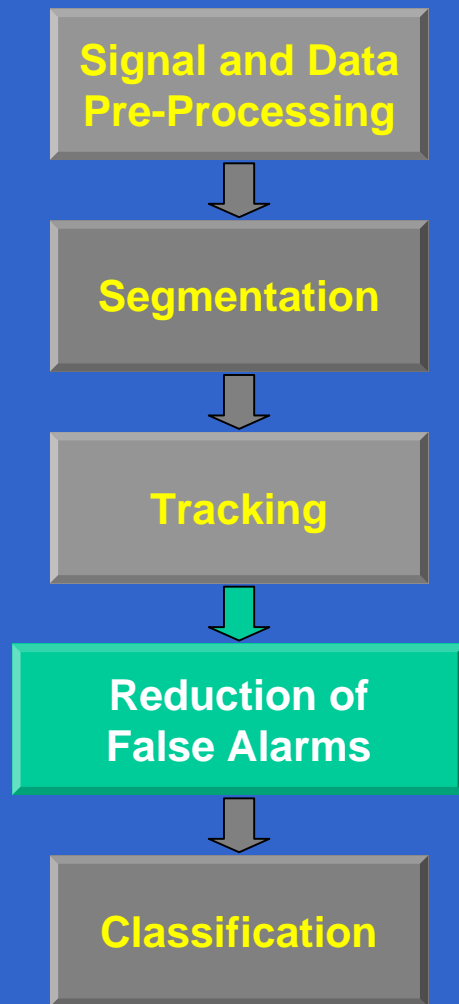 Signal and Data
Pre-Processing
Segmentation
Tracking
Reduction of
False Alarms
Classification